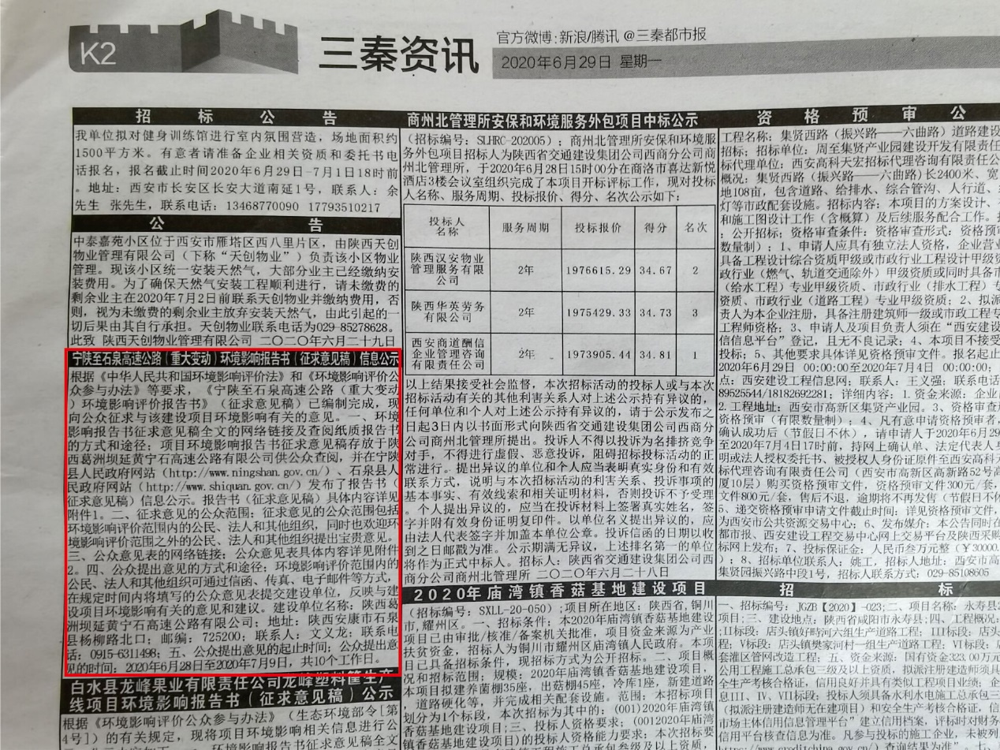 K2
三秦资讯
官方微博:新浪/腾讯 @三秦都市报
2020年6月29日 星期一
招标公告
我单位拟对健身训练馆进行室内氛围营造，场地面积约
1500平方米。有意者请准备企业相关资质和委托书电
话报名，报名截止时间2020年6月29日-7月1日18时前
。地址：西安市长安区长安大道南延1号，联系人：余
先生 张先生，联系电话：13468770090 17793510217
公告
中泰嘉苑小区位于西安市雁塔区西八里片区，由陕西天创
物业管理有限公司（下称“天创物业”）负责该小区物业
管理。现该小区统一安装天然气，大部分业主已经缴纳安
装费用。为了确保天然气安装工程顺利进行，请未缴费的
剩余业主在2020年7月2日前联系天创物业并缴纳费用，否
则，视为未缴费的剩余业主放弃安装天然气，由此引起的一
切后果由其自行承担。天创物业联系电话为029-85278628.
此致 陕西天创物业管理有限公司 二〇二〇年六月二十九日
宁陕至石泉高速公路（重大变动）环境影响报告书（征求意见稿）信息公示
根据《中华人民共和国环境影响评价法》和《环境影响评价公
众参与办法》等要求，《宁陕至石泉高速公路（重大变动
）环境影响评价报告书》（征求意见稿）已编制完成，现
向公众征求与该建设项目环境影响有关的意见。一、环境
影响报告书征求意见稿全文的网络链接及查阅纸质报告书
的方式和途径；项目环境影响报告书征求意见稿存放于陕
西葛洲坝延黄宁石高速公路有限公司供公众查阅，并在宁陕
县人民政府网站（http://www.ningshan.gov.cn/）、石泉县人
民政府网站（http://www.shiquan.gov.cn/）发布了报告书（
征求意见稿）信息公示。报告书（征求意见稿）具体内容详见
附件1。二、征求意见的公众范围：征求意见的公众范围包括
环境影响评价范围内的公民、法人和其他组织，同时也欢迎环
境影响评价范围之外的公民、法人和其他组织提出宝贵意见。
三、公众意见表的网络链接：公众意见表具体内容详见附件
2。四、公众提出意见的方式和途径：环境影响评价范围内的
公民、法人和其他组织可通过信函、传真、电子邮件等方式，
在规定时间内将填写的公众意见表提交建设单位，反映与建
设项目环境影响有关的意见和建议。建设单位名称：陕西葛
洲坝延黄宁石高速公路有限公司；地址：陕西安康市石泉
县杨柳路北口；邮编：725200；联系人：文义龙；联系电
话：0915-6311498；五、公众提出意见的起止时间：公众提出意
见的时间：2020年6月28日至2020年7月9日，共10个工作日。
白水县龙峰果业有限责任公司龙峰塑料筐生产
线项目环境影响报告书（征求意见稿）公示
根据《环境影响评价公众参与办法》（生态环境部令[第
4号]）的有关规定，现将项目环境影响相关信息进行公
商州北管理所安保和环境服务外包项目中标公示
（招标编号：SLHRC-202005）；商州北管理所安保和环境服
务外包项目招标人为陕西省交通建设集团公司西商分公司商
州北管理所，于2020年6月28日15时00分在商洛市喜达新悦
酒店3楼会议室组织完成了本项目开标评标工作，现对投标
人名称、服务周期、投标报价、得分、名次公示如下：
投标人名称 服务周期 投标报价 得分 名次
陕西汉安物业管理服务有限公司 2年 1976615.29 34.67 2
陕西华英劳务有限公司 2年 1975429.33 34.73 3
西安商道酬信企业管理咨询有限责任公司 2年 1973905.44 34.81 1
以上结果接受社会监督，本次招标活动的投标人或与本次
招标活动有关的其他利害关系人对上述公示持有异议的，
任何单位和个人对上述公示持有异议的，请于公示发布之
日起3日内以书面形式向陕西省交通建设集团公司西商分
公司商州北管理所提出。投诉人不得以投诉为名排挤竞争
对手，不得进行虚假、恶意投诉，阻碍招标投标活动的正
常进行。提出异议的单位和个人应当表明真实身份和有效
联系方式，说明与本次招标活动的利害关系、投诉事项的
基本事实、有效线索和相关证明材料，否则投诉不予受理
。个人提出异议的，应当在投诉材料上签署真实姓名，签
字并附有效身份证明复印件。以单位名义提出异议的，应
由法人代表签字并加盖本单位公章。投诉信函的日期以收
到之日邮戳为准。公示期满无异议，上述排名第一的单位
将作为正式中标人。招标人：陕西省交通建设集团公司西
商分公司商州北管理所 二〇二〇年六月二十八日
2020年庙湾镇香菇基地建设项目
（招标编号：SXLL-20-050）;项目所在地区：陕西省,铜川
市,耀州区。一、招标条件：本2020年庙湾镇香菇基地建设
项目已由审批/核准/备案机关批准，项目资金来源为产业
扶贫资金，招标人为铜川市耀州区庙湾镇人民政府。本项
目已具备招标条件，现招标方式为公开招标。二、项目概
况和招标范围；规模：2020年庙湾镇香菇基地建设项目，
本项目拟建养菌棚35座，出菇棚45座，冷库1座，新建道路
，道路硬化等，并完成相关配套设施。范围：本招标项目
划分为1个标段，本次招标为其中的：(001)2020年庙湾
镇香菇基地建设项目;三、投标人资格要求；(0012020年庙湾
镇香菇基地建设项目)的投标人资格能力要求：本次招标要
资格预审公
工程名称：集贤西路（振兴路——六曲路）道路建设
招标；招标单位：周至集贤产业园建设开发有限责任
标代理单位：西安高科天宏招标代理咨询有限责任公
概况：集贤西路（振兴路——六曲路)长2400米、宽
地108亩，包含道路、给排水、综合管沟、人行道、
灯等市政配套设施。招标内容：本项目的方案设计、
和施工图设计工作（含概算）及后续服务配合工作。
：公开招标；资格审查条件：资格审查形式：资格预审
数量制）；1、申请人应具有独立法人资格，企业营业
具备工程设计综合资质甲级或市政行业工程设计甲级资
政行业（燃气、轨道交通除外）甲级资质或同时具备市
（给水工程）专业甲级资质、市政行业（排水工程）专
资质、市政行业（道路工程）专业甲级资质；2、拟派
责人为本企业注册，具备注册建筑师一级或市政工程专
工程师资格；3、申请人及项目负责人须在“西安建设
信信息平台”登记，且无不良记录；4、本项目不接受
投标；5、其他要求具体详见资格预审文件。报名起止
2020年6月29日 00:00:00至2020年7月4日 00:00:00；
点：西安建设工程信息网；联系人：王义强；联系电话
89525544/18182692281；详细内容：1.资金来源：企业
2.工程地址：西安市高新区集贤产业园。3、资格审查
资格预审（有限数量制）；4、凡有意申请资格预审者，
确认成功后（节假日不休），请申请人于2020年6月29
至2020年7月4日17时前，持网上确认单、法定代表人身
明或法人授权委托书、被授权人身份证原件至西安高科
标代理咨询有限责任公司（西安市高新区高新路52号高
厦10层）购买资格预审文件，资格预审文件300元/套，
文件800元/套，售后不退，逾期将不再发售（节假日不休
5、递交资格预审申请文件截止时间：详见资格预审文件，
为西安市公共资源交易中心；6、发布媒介：本公告同时在
都市报、西安建设工程交易中心网上交易平台及陕西采购
标网上发布；7、投标保证金：人民币叁万元整（￥30000.
）；8、招标单位联系人：姚工，招标人地址：西安市高
集贤园振兴路中段1号，招标人联系方式：029-85108605
招标
一、招标编号：JGZB【2020】-023;二、项目名称：永寿县2
项目;三、建设地点：陕西省咸阳市永寿县;四、工程概况：
;II标段：店头镇好畤河六组生产道路工程；III标段：店头
程；V标段：店头镇樊家河村一组生产道路工程；VI标段：店
套灌区管网改造工程；五、资金来源：国有资金323.00万元
公用工程施工总承包三级及以上资质，拟派注册建造师须具
全生产考核合格证，信用良好并具有类似工程项目业绩；企
息III、IV、VII标段；投标人须具备水利水电施工总承包三
（拟派注册建造师无在建项目）和安全生产考核合格证，信
市场主体信用信息管理平台”建立信用档案，评标时对财务